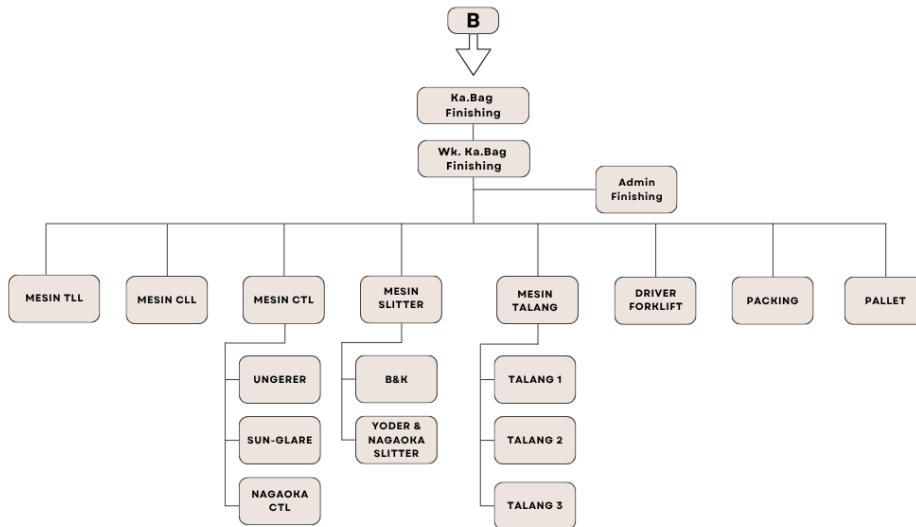 B
Ka.Bag
Finishing
Wk. Ka.Bag
Finishing
Admin
Finishing
MESIN TLL
MESIN CLL
MESIN CTL
MESIN
SLITTER
MESIN
TALANG
DRIVER
FORKLIFT
PACKING
PALLET
UNGERER
B&K
TALANG 1
SUN-GLARE
YODER &
NAGAOKA
SLITTER
TALANG 2
NAGAOKA
CTL
TALANG 3